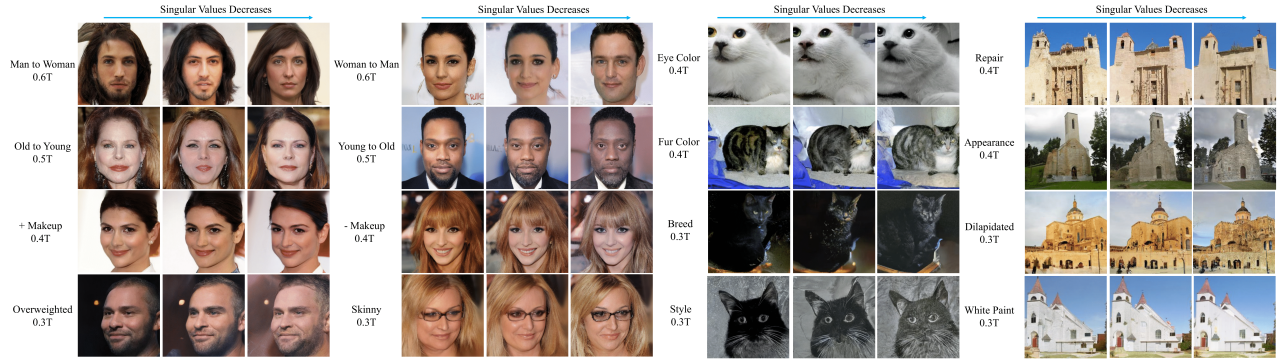 Singular Values Decreases
Man to Woman
0.6T
Old to Young
0.5T
+ Makeup
0.4T
Overweighted
0.3T
Singular Values Decreases
Woman to Man
0.6T
Young to Old
0.5T
- Makeup
0.4T
Skinny
0.3T
Singular Values Decreases
Eye Color
0.4T
Fur Color
0.4T
Breed
0.3T
Style
0.3T
Singular Values Decreases
Repair
0.4T
Appearance
0.4T
Dilapidated
0.3T
White Paint
0.3T